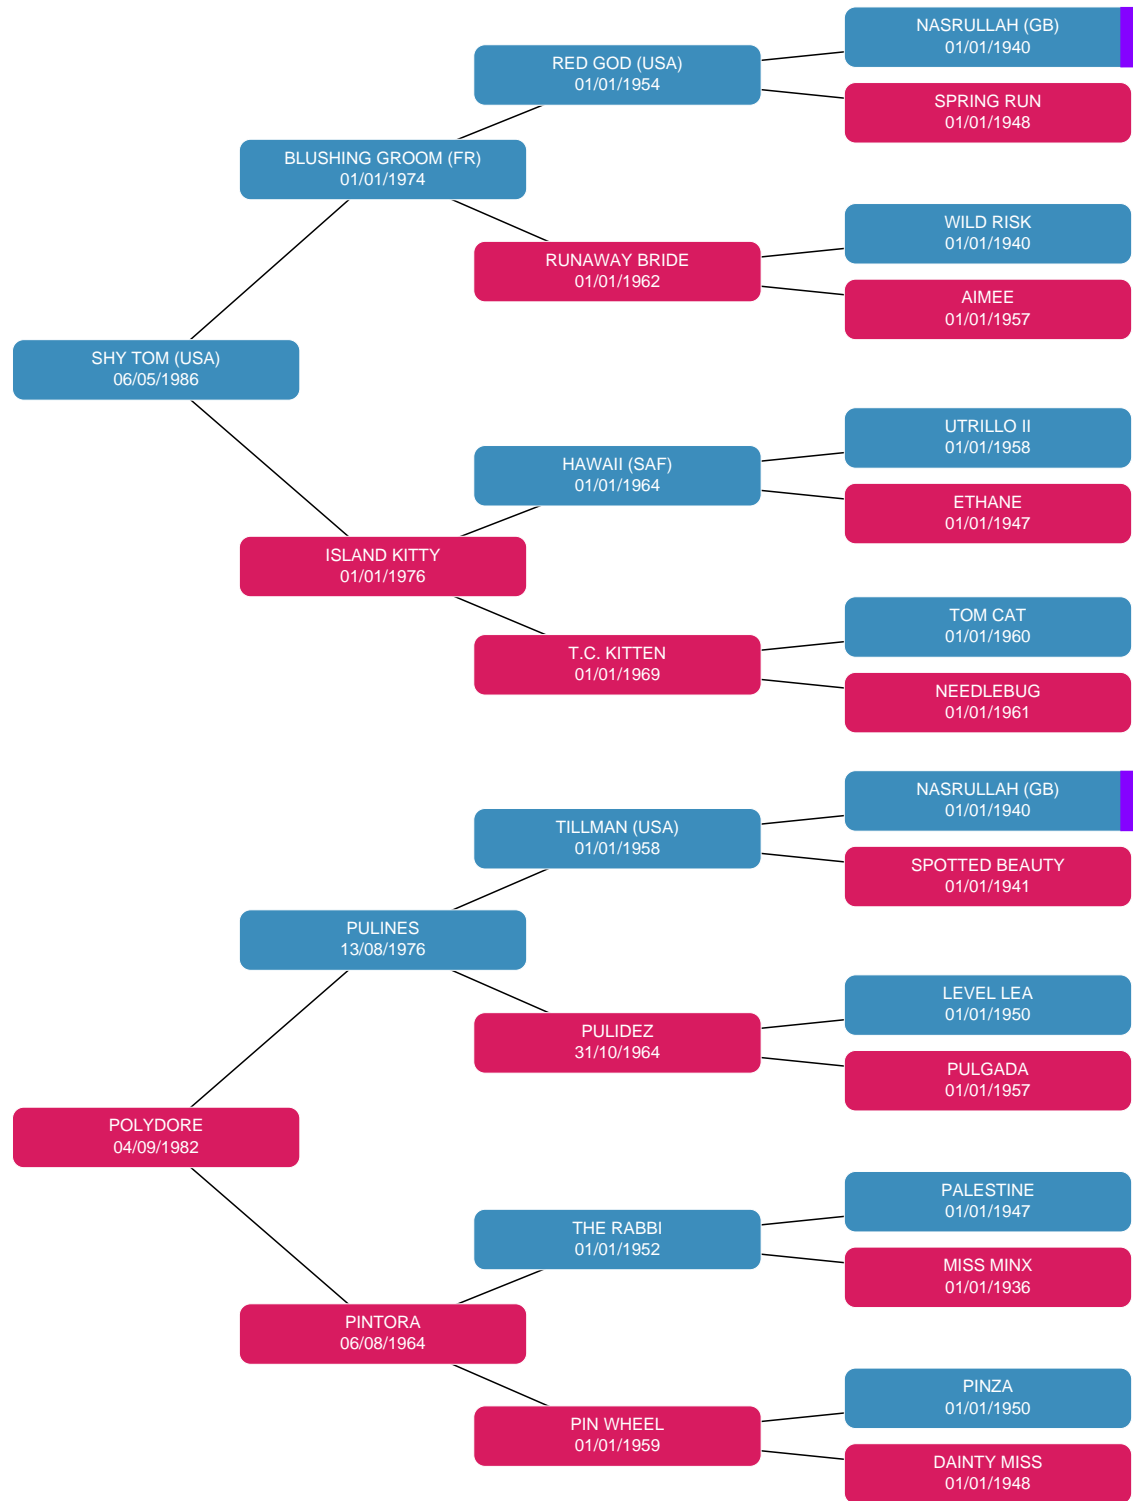 NASRULLAH (GB)
01/01/1940
RED GOD (USA)
01/01/1954
SPRING RUN
01/01/1948
BLUSHING GROOM (FR)
01/01/1974
WILD RISK
01/01/1940
RUNAWAY BRIDE
01/01/1962
AIMEE
01/01/1957
SHY TOM (USA)
06/05/1986
UTRILLO II
01/01/1958
HAWAII (SAF)
01/01/1964
ETHANE
01/01/1947
ISLAND KITTY
01/01/1976
TOM CAT
01/01/1960
T.C. KITTEN
01/01/1969
NEEDLEBUG
01/01/1961
NASRULLAH (GB)
01/01/1940
TILLMAN (USA)
01/01/1958
SPOTTED BEAUTY
01/01/1941
PULINES
13/08/1976
LEVEL LEA
01/01/1950
PULIDEZ
31/10/1964
PULGADA
01/01/1957
POLYDORE
04/09/1982
PALESTINE
01/01/1947
THE RABBI
01/01/1952
MISS MINX
01/01/1936
PINTORA
06/08/1964
PINZA
01/01/1950
PIN WHEEL
01/01/1959
DAINTY MISS
01/01/1948